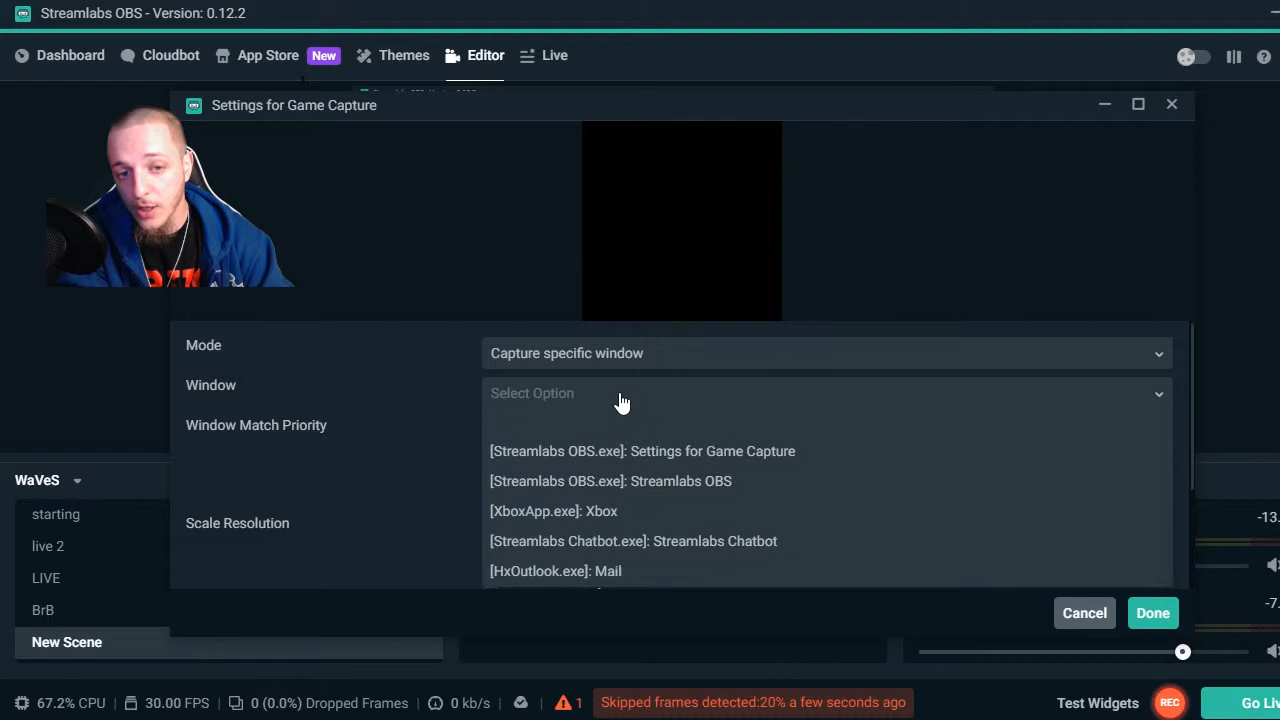 Streamlabs OBS - Version: 0.12.2
Dashboard Cloudbot App Store New Themes Editor Live
Settings for Game Capture
Mode Capture specific window
Window Select Option
Window Match Priority
[Streamlabs OBS.exe]: Settings for Game Capture
[Streamlabs OBS.exe]: Streamlabs OBS
[XboxApp.exe]: Xbox
[Streamlabs Chatbot.exe]: Streamlabs Chatbot
[HxOutlook.exe]: Mail
Scale Resolution
Cancel Done
WaVeS
starting
live 2
LIVE
BrB
New Scene
-13.
-7.
67.2% CPU 30.00 FPS 0 (0.0%) Dropped Frames 0 kb/s 1 Skipped frames detected:20% a few seconds ago Test Widgets REC Go Liv